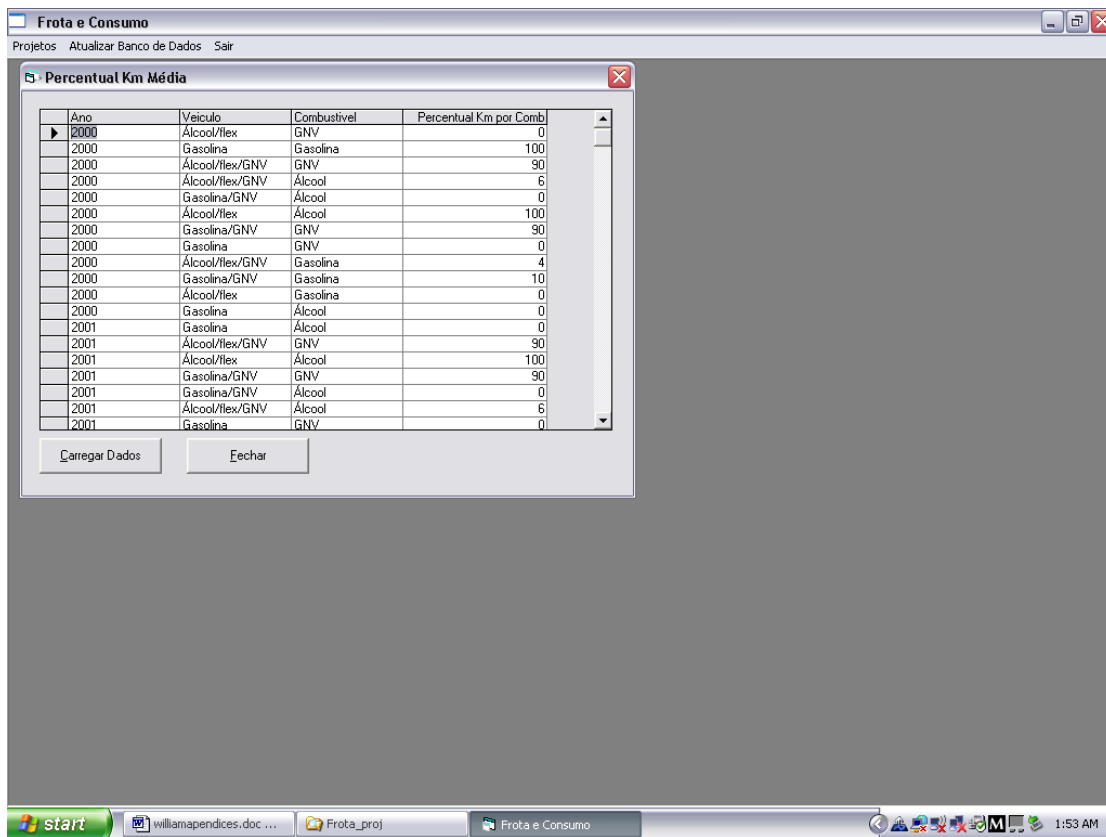 Frota e Consumo
Projetos Atualizar Banco de Dados Sair
Percentual Km Média
Ano Veiculo Combustivel Percentual Km por Comb
2000 Álcool/flex GNV 0
2000 Gasolina Gasolina 100
2000 Álcool/flex/GNV GNV 90
2000 Álcool/flex/GNV Álcool 6
2000 Gasolina/GNV Álcool 0
2000 Álcool/flex Álcool 100
2000 Gasolina/GNV GNV 90
2000 Gasolina GNV 0
2000 Álcool/flex/GNV Gasolina 4
2000 Gasolina/GNV Gasolina 10
2000 Álcool/flex Gasolina 0
2000 Gasolina Álcool 0
2001 Gasolina Álcool 0
2001 Álcool/flex/GNV GNV 90
2001 Álcool/flex Álcool 100
2001 Gasolina/GNV GNV 90
2001 Gasolina/GNV Álcool 0
2001 Álcool/flex/GNV Álcool 6
2001 Gasolina GNV 0
Carregar Dados Fechar
start williamapendices.doc ... Frota_proj Frota e Consumo M 1:53 AM